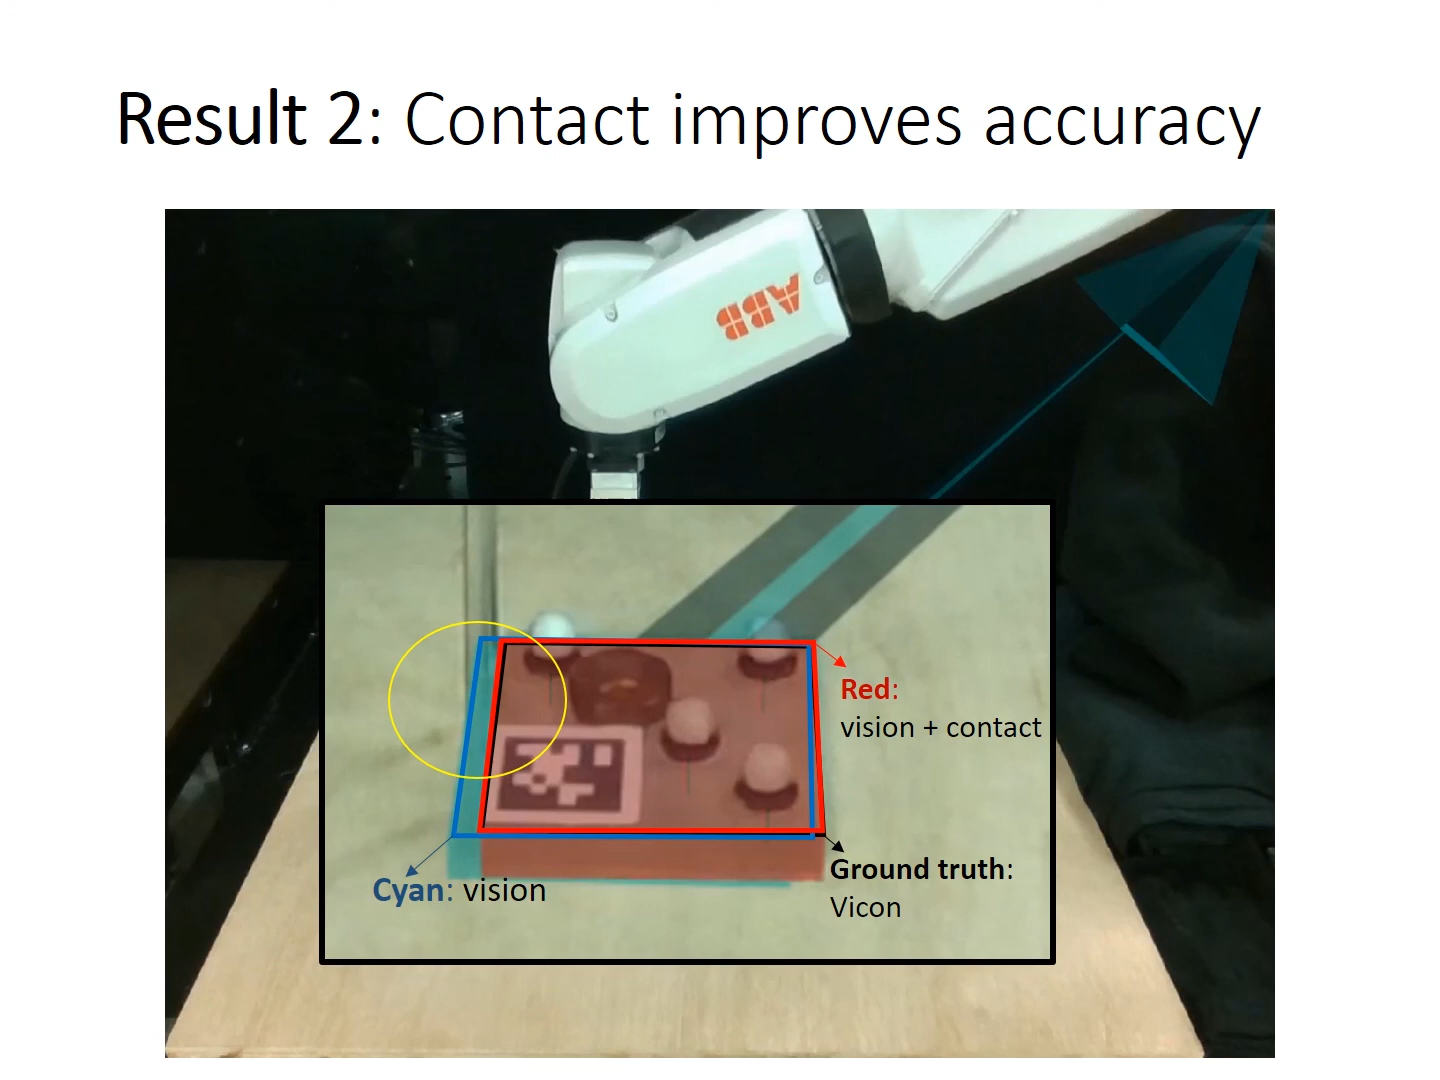 Result 2: Contact improves accuracy
ABB
Red:
vision + contact
Cyan: vision
Ground truth:
Vicon